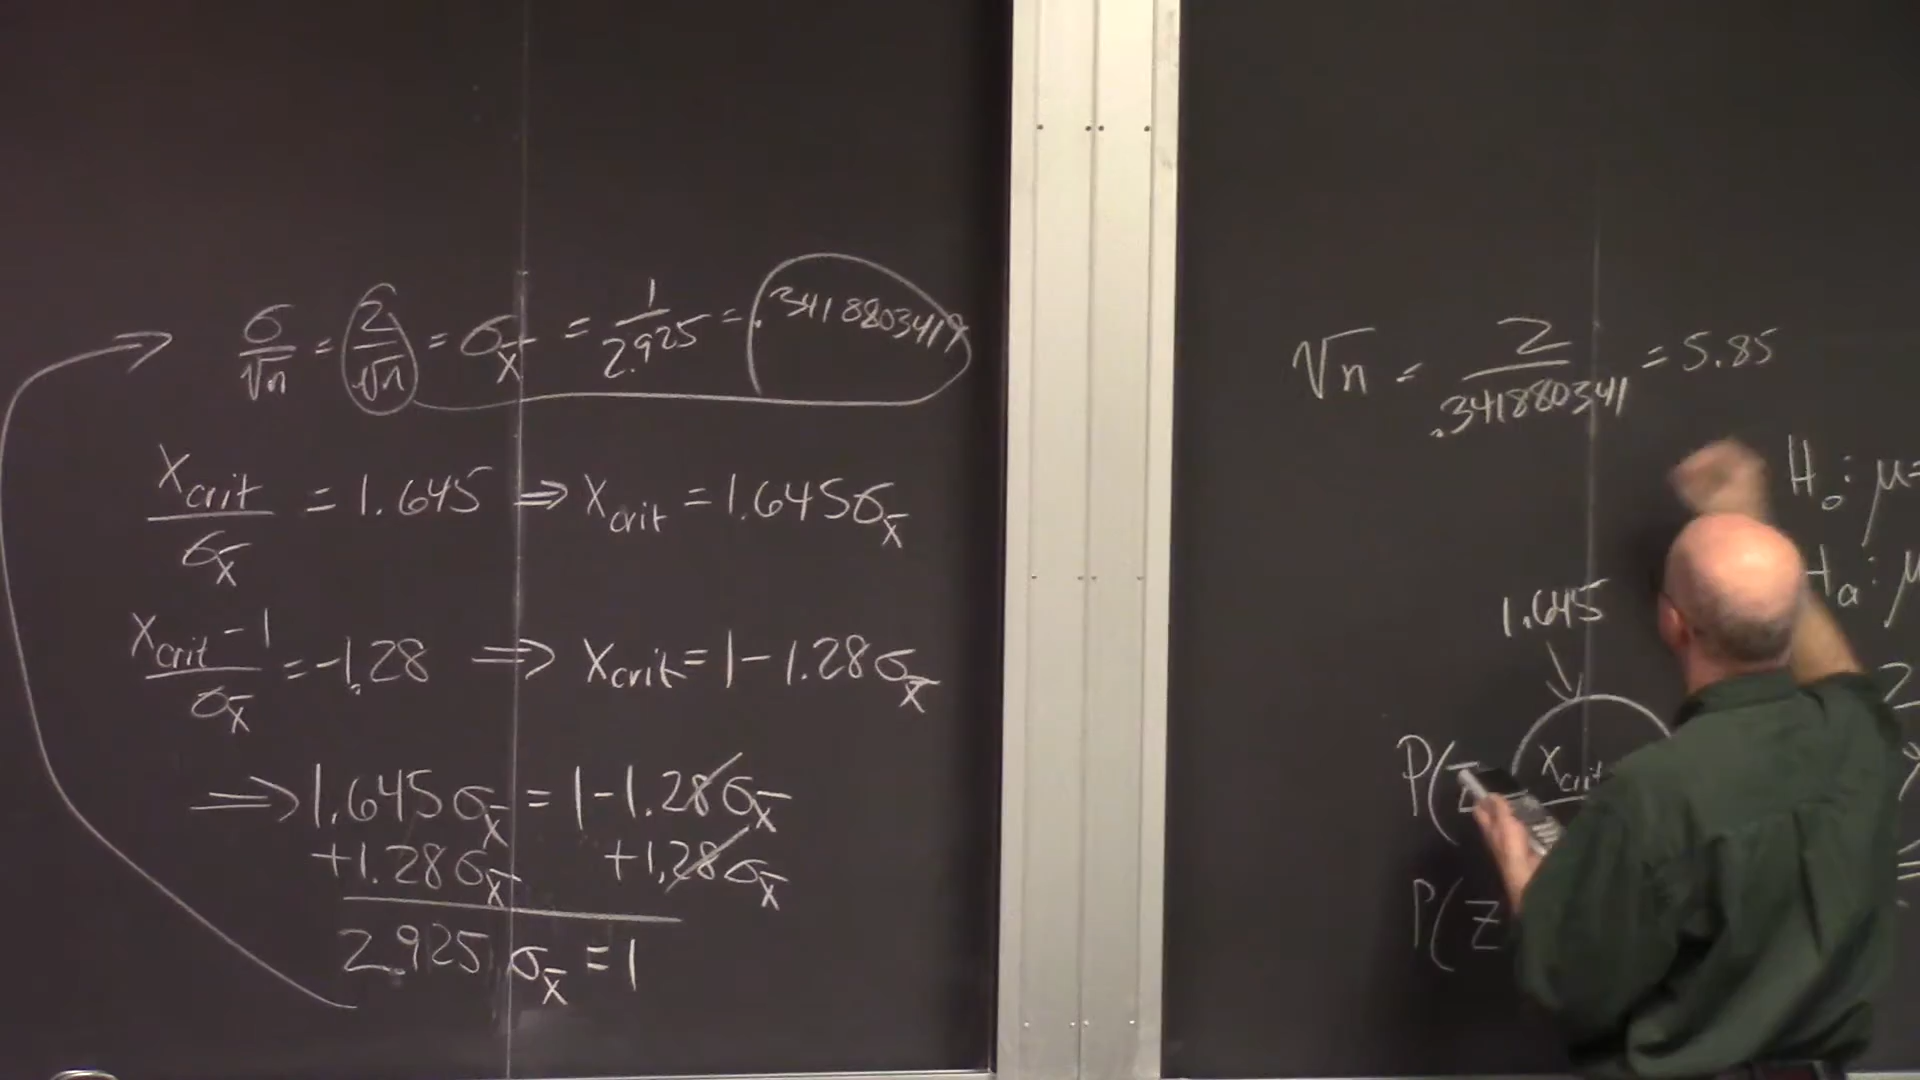 σ/√n = 2/√n = σx̄ = 1/2.925 = .3418803419
xcrit/σx̄ = 1.645 ⇒ xcrit = 1.645σx̄
xcrit - 1/σx̄ = -1.28 ⇒ xcrit = 1 - 1.28σx̄
⇒ 1.645σx̄ = 1 - 1.28σx̄
+1.28σx̄ +1.28σx̄
2.925σx̄ = 1
√n = 2/.341880341 = 5.85
H₀: μ=
Ha: μ
1.645
P(z xcrit
P(z